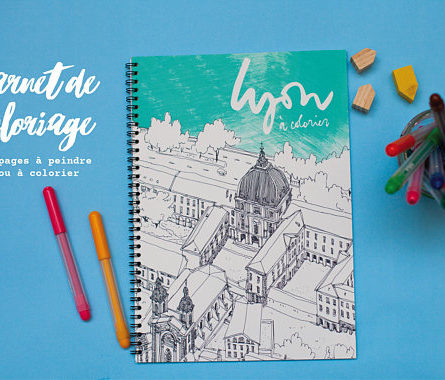 arnet de
loriage
pages à peindre
ou à colorier
lyon
à colorier